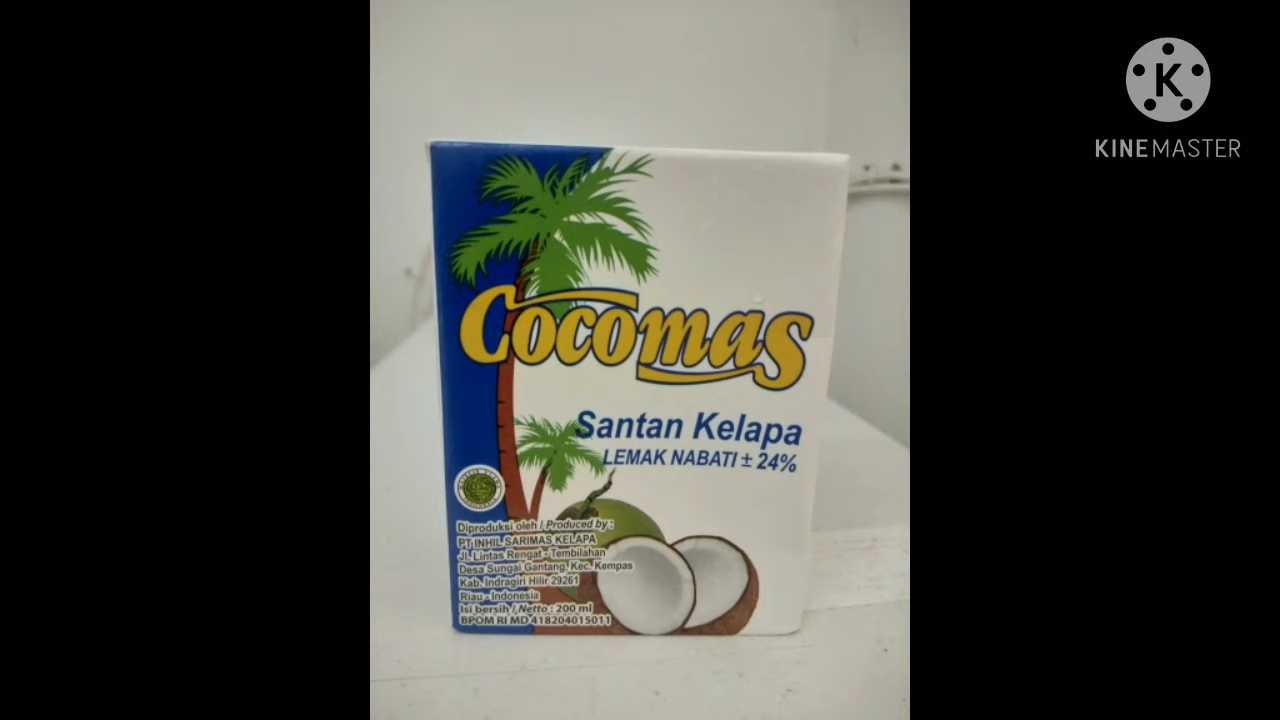 KINEMASTER
Cocomas
Santan Kelapa
LEMAK NABATI ± 24%
Diproduksi oleh / Produced by :
PT INHIL SARIMAS KELAPA
Jl. Lintas Rengat - Tembilahan
Desa Sungai Gantang, Kec. Kempas
Kab. Indragiri Hilir 29261
Riau - Indonesia
Isi bersih / Netto : 200 ml
BPOM RI MD 418204015011